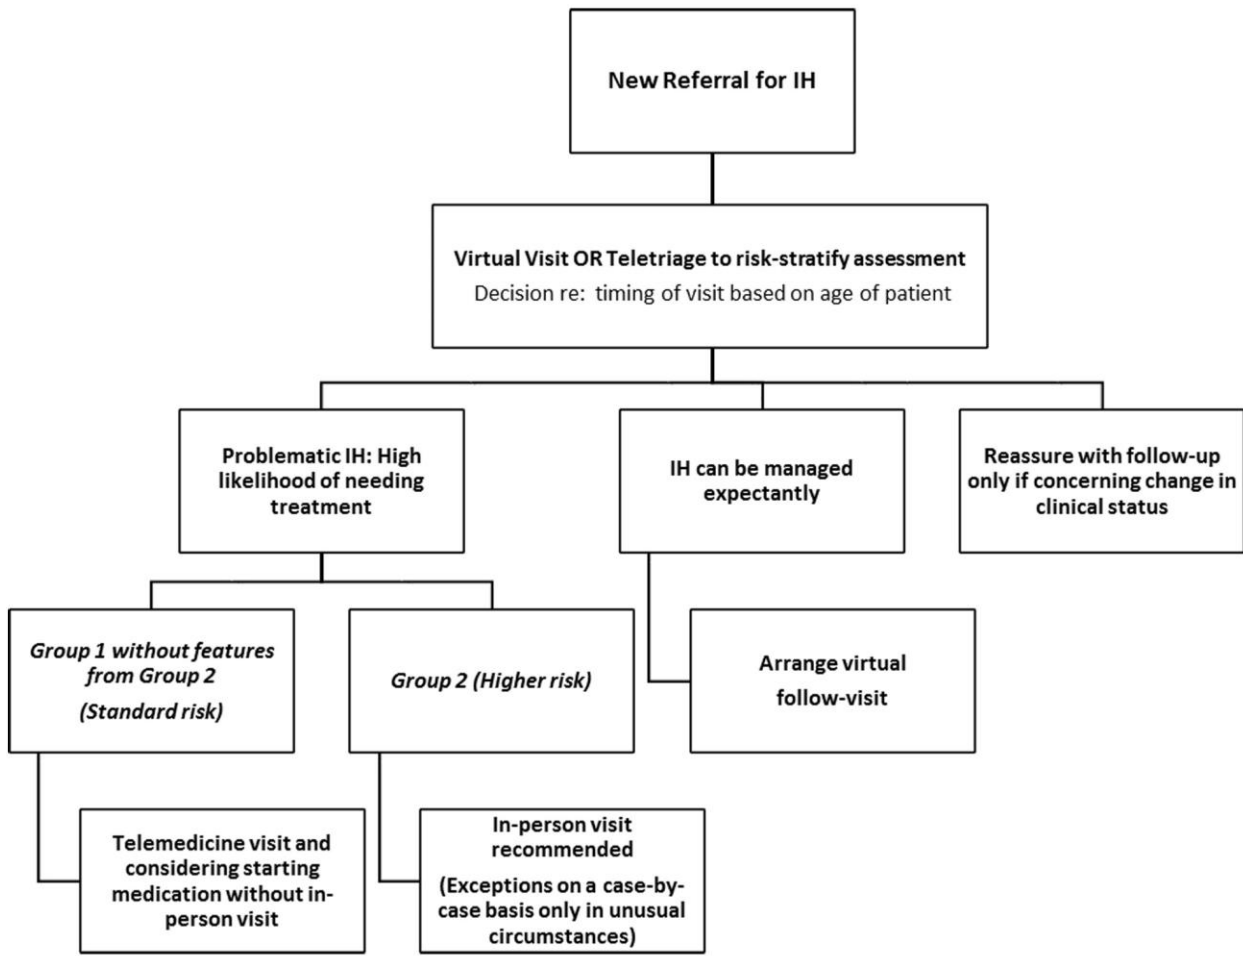 New Referral for IH
Virtual Visit OR Teletriage to risk-stratify assessment
Decision re:  timing of visit based on age of patient
Problematic IH: High
likelihood of needing
treatment
IH can be managed
expectantly
Reassure with follow-up
only if concerning change in
clinical status
Group 1 without features
from Group 2
(Standard risk)
Group 2 (Higher risk)
Arrange virtual
follow-visit
Telemedicine visit and
considering starting
medication without in-
person visit
In-person visit
recommended
(Exceptions on a case-by-
case basis only in unusual
circumstances)